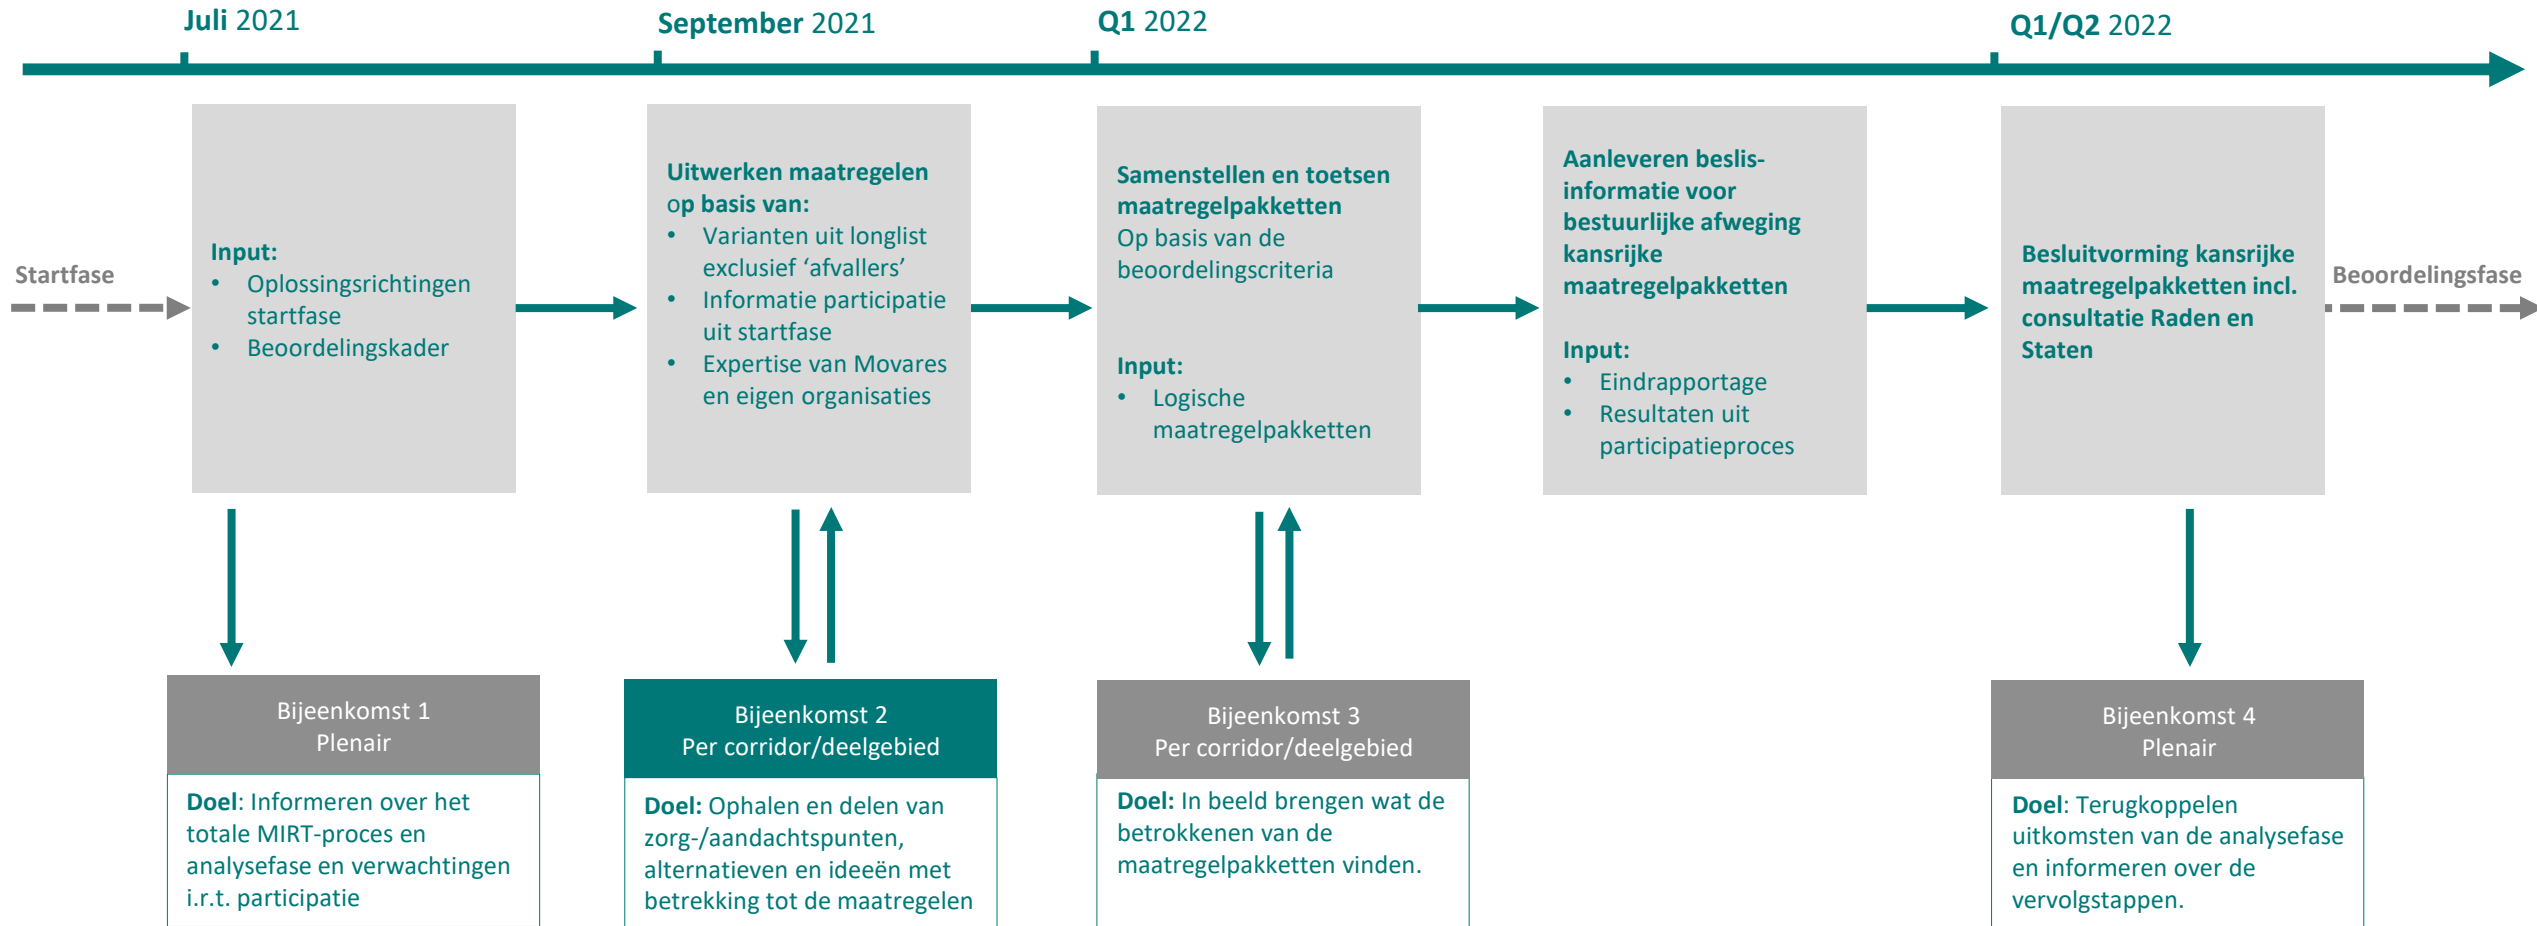 Juli 2021
September 2021
Q1 2022
Q1/Q2 2022
Startfase
Input:
• Oplossingsrichtingen
startfase
• Beoordelingskader
Uitwerken maatregelen
op basis van:
• Varianten uit longlist
exclusief ‘afvallers’
• Informatie participatie
uit startfase
• Expertise van Movares
en eigen organisaties
Samenstellen en toetsen
maatregelpakketten
Op basis van de
beoordelingscriteria
Input:
• Logische
maatregelpakketten
Aanleveren beslis-
informatie voor
bestuurlijke afweging
kansrijke
maatregelpakketten
Input:
• Eindrapportage
• Resultaten uit
participatieproces
Besluitvorming kansrijke
maatregelpakketten incl.
consultatie Raden en
Staten
Beoordelingsfase
Bijeenkomst 1
Plenair
Doel: Informeren over het
totale MIRT-proces en
analysefase en verwachtingen
i.r.t. participatie
Bijeenkomst 2
Per corridor/deelgebied
Doel: Ophalen en delen van
zorg-/aandachtspunten,
alternatieven en ideeën met
betrekking tot de maatregelen
Bijeenkomst 3
Per corridor/deelgebied
Doel: In beeld brengen wat de
betrokkenen van de
maatregelpakketten vinden.
Bijeenkomst 4
Plenair
Doel: Terugkoppelen
uitkomsten van de analysefase
en informeren over de
vervolgstappen.